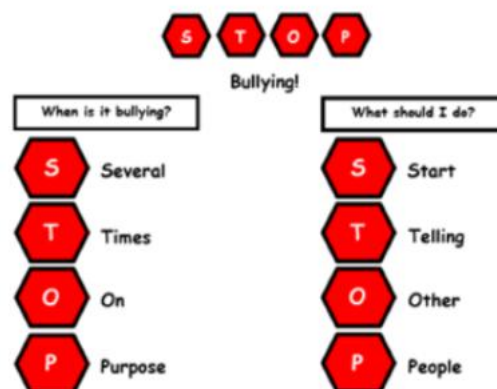 S T O P
Bullying!
When is it bullying?
S Several
T Times
O On
P Purpose
What should I do?
S Start
T Telling
O Other
P People